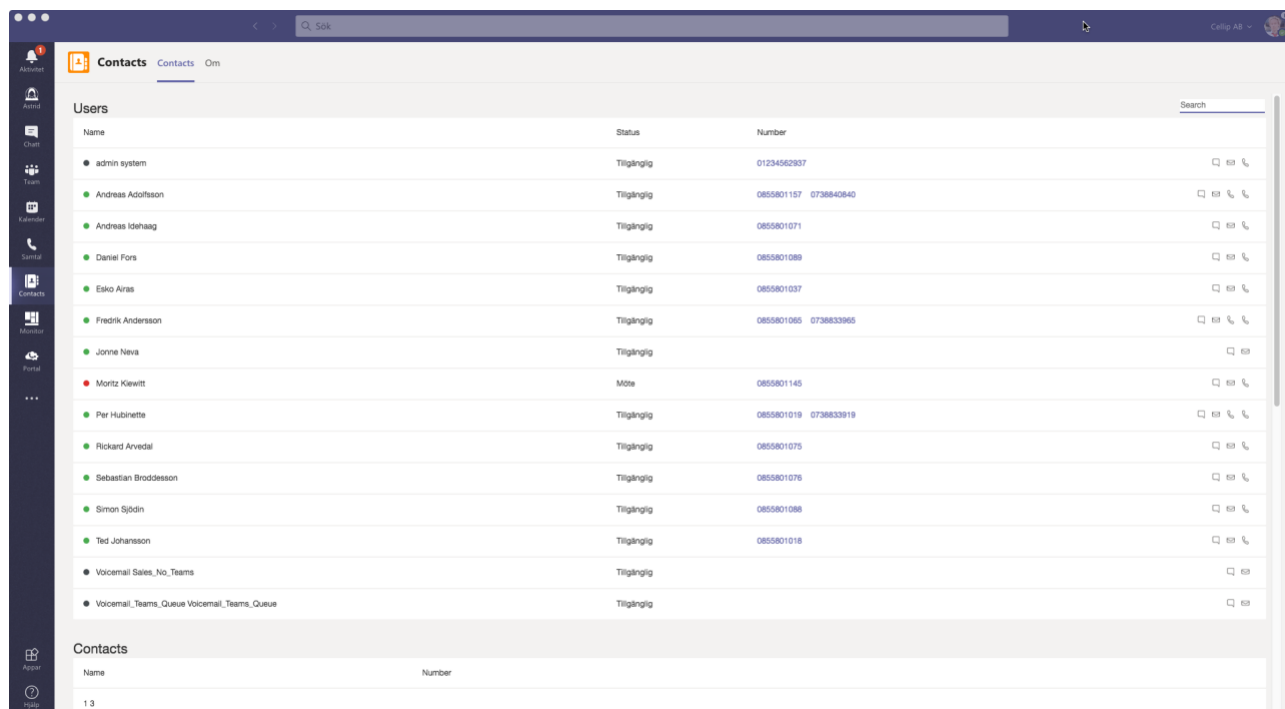 Sök
Cellip AB
1
Aktivitet
Astrid
Chatt
Team
Kalender
Samtal
Contacts
Monitor
Portal
Appar
Hjälp
Contacts Contacts Om
Users Search
Name Status Number
admin system Tillgänglig 01234562937
Andreas Adolfsson Tillgänglig 0855801157 0738840840
Andreas Idehaag Tillgänglig 0855801071
Daniel Fors Tillgänglig 0855801089
Esko Airas Tillgänglig 0855801037
Fredrik Andersson Tillgänglig 0855801065 0738833965
Jonne Neva Tillgänglig
Moritz Klewitt Möte 0855801145
Per Hubinette Tillgänglig 0855801019 0738833919
Rickard Arvedal Tillgänglig 0855801075
Sebastian Broddesson Tillgänglig 0855801076
Simon Sjödin Tillgänglig 0855801088
Ted Johansson Tillgänglig 0855801018
Voicemail Sales_No_Teams Tillgänglig
Voicemail_Teams_Queue Voicemail_Teams_Queue Tillgänglig
Contacts
Name Number
1 3